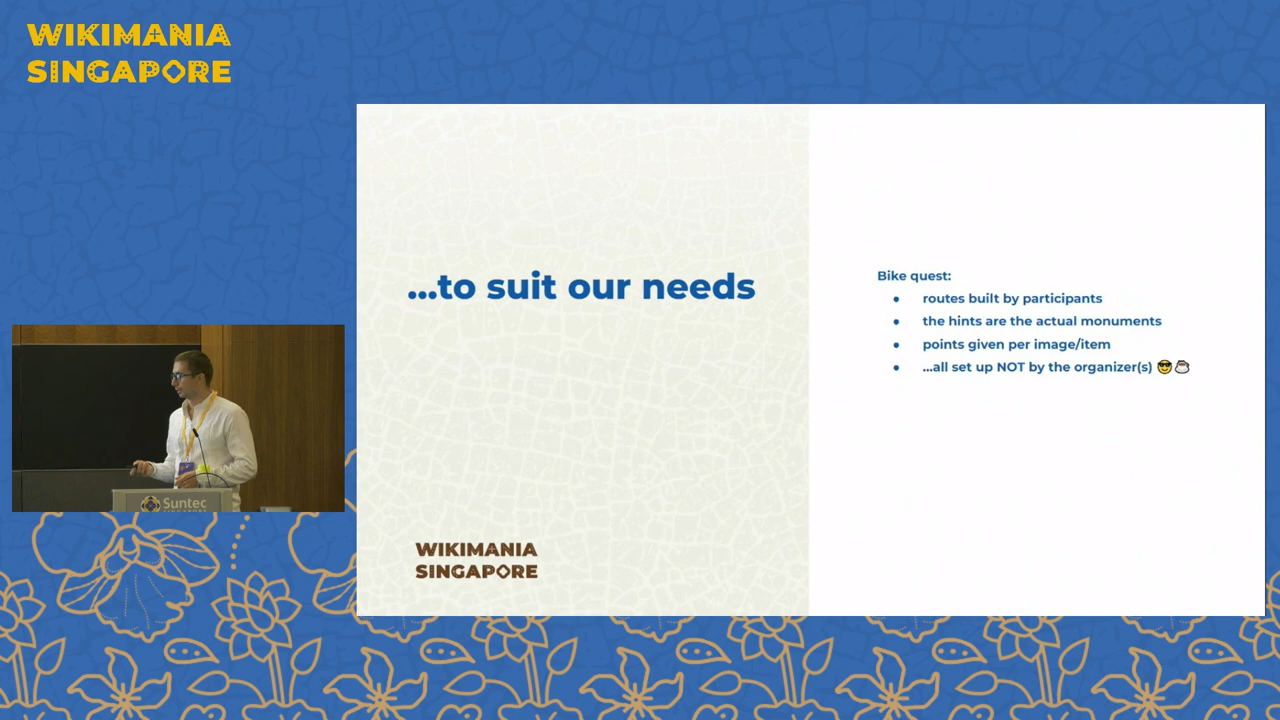 WIKIMANIA
SINGAPORE
...to suit our needs
Bike quest:
● routes built by participants
● the hints are the actual monuments
● points given per image/item
● ...all set up NOT by the organizer(s) 😎
WIKIMANIA
SINGAPORE
Suntec